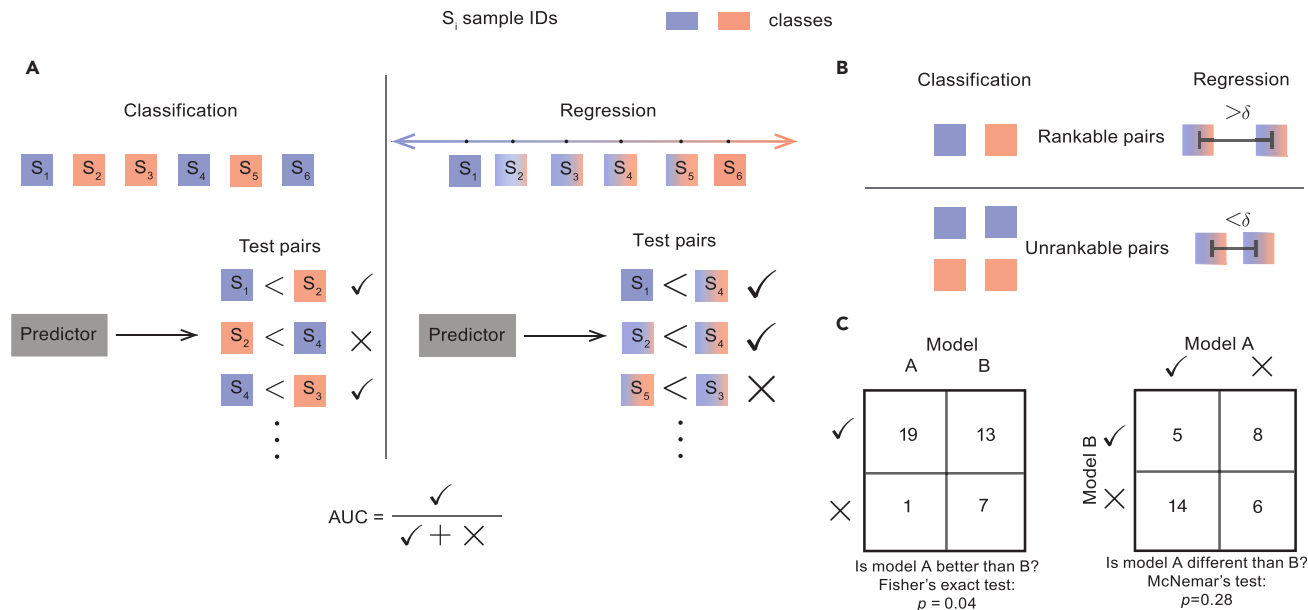 Sᵢ sample IDs classes
A
Classification
S₁ S₂ S₃ S₄ S₅ S₆
Test pairs
S₁ < S₂ ✓
Predictor
S₂ < S₄ ×
S₄ < S₃ ✓
Regression
S₁ S₂ S₃ S₄ S₅ S₆
Test pairs
S₁ < S₄ ✓
Predictor
S₂ < S₄ ✓
S₅ < S₃ ×
AUC = ✓ / ✓ + ×
B
Classification Regression
Rankable pairs
>δ
Unrankable pairs
<δ
C
Model
A B
✓ 19 13
× 1 7
Is model A better than B?
Fisher's exact test:
p = 0.04
Model A
✓ ×
Model B
✓ 5 8
× 14 6
Is model A different than B?
McNemar's test:
p=0.28